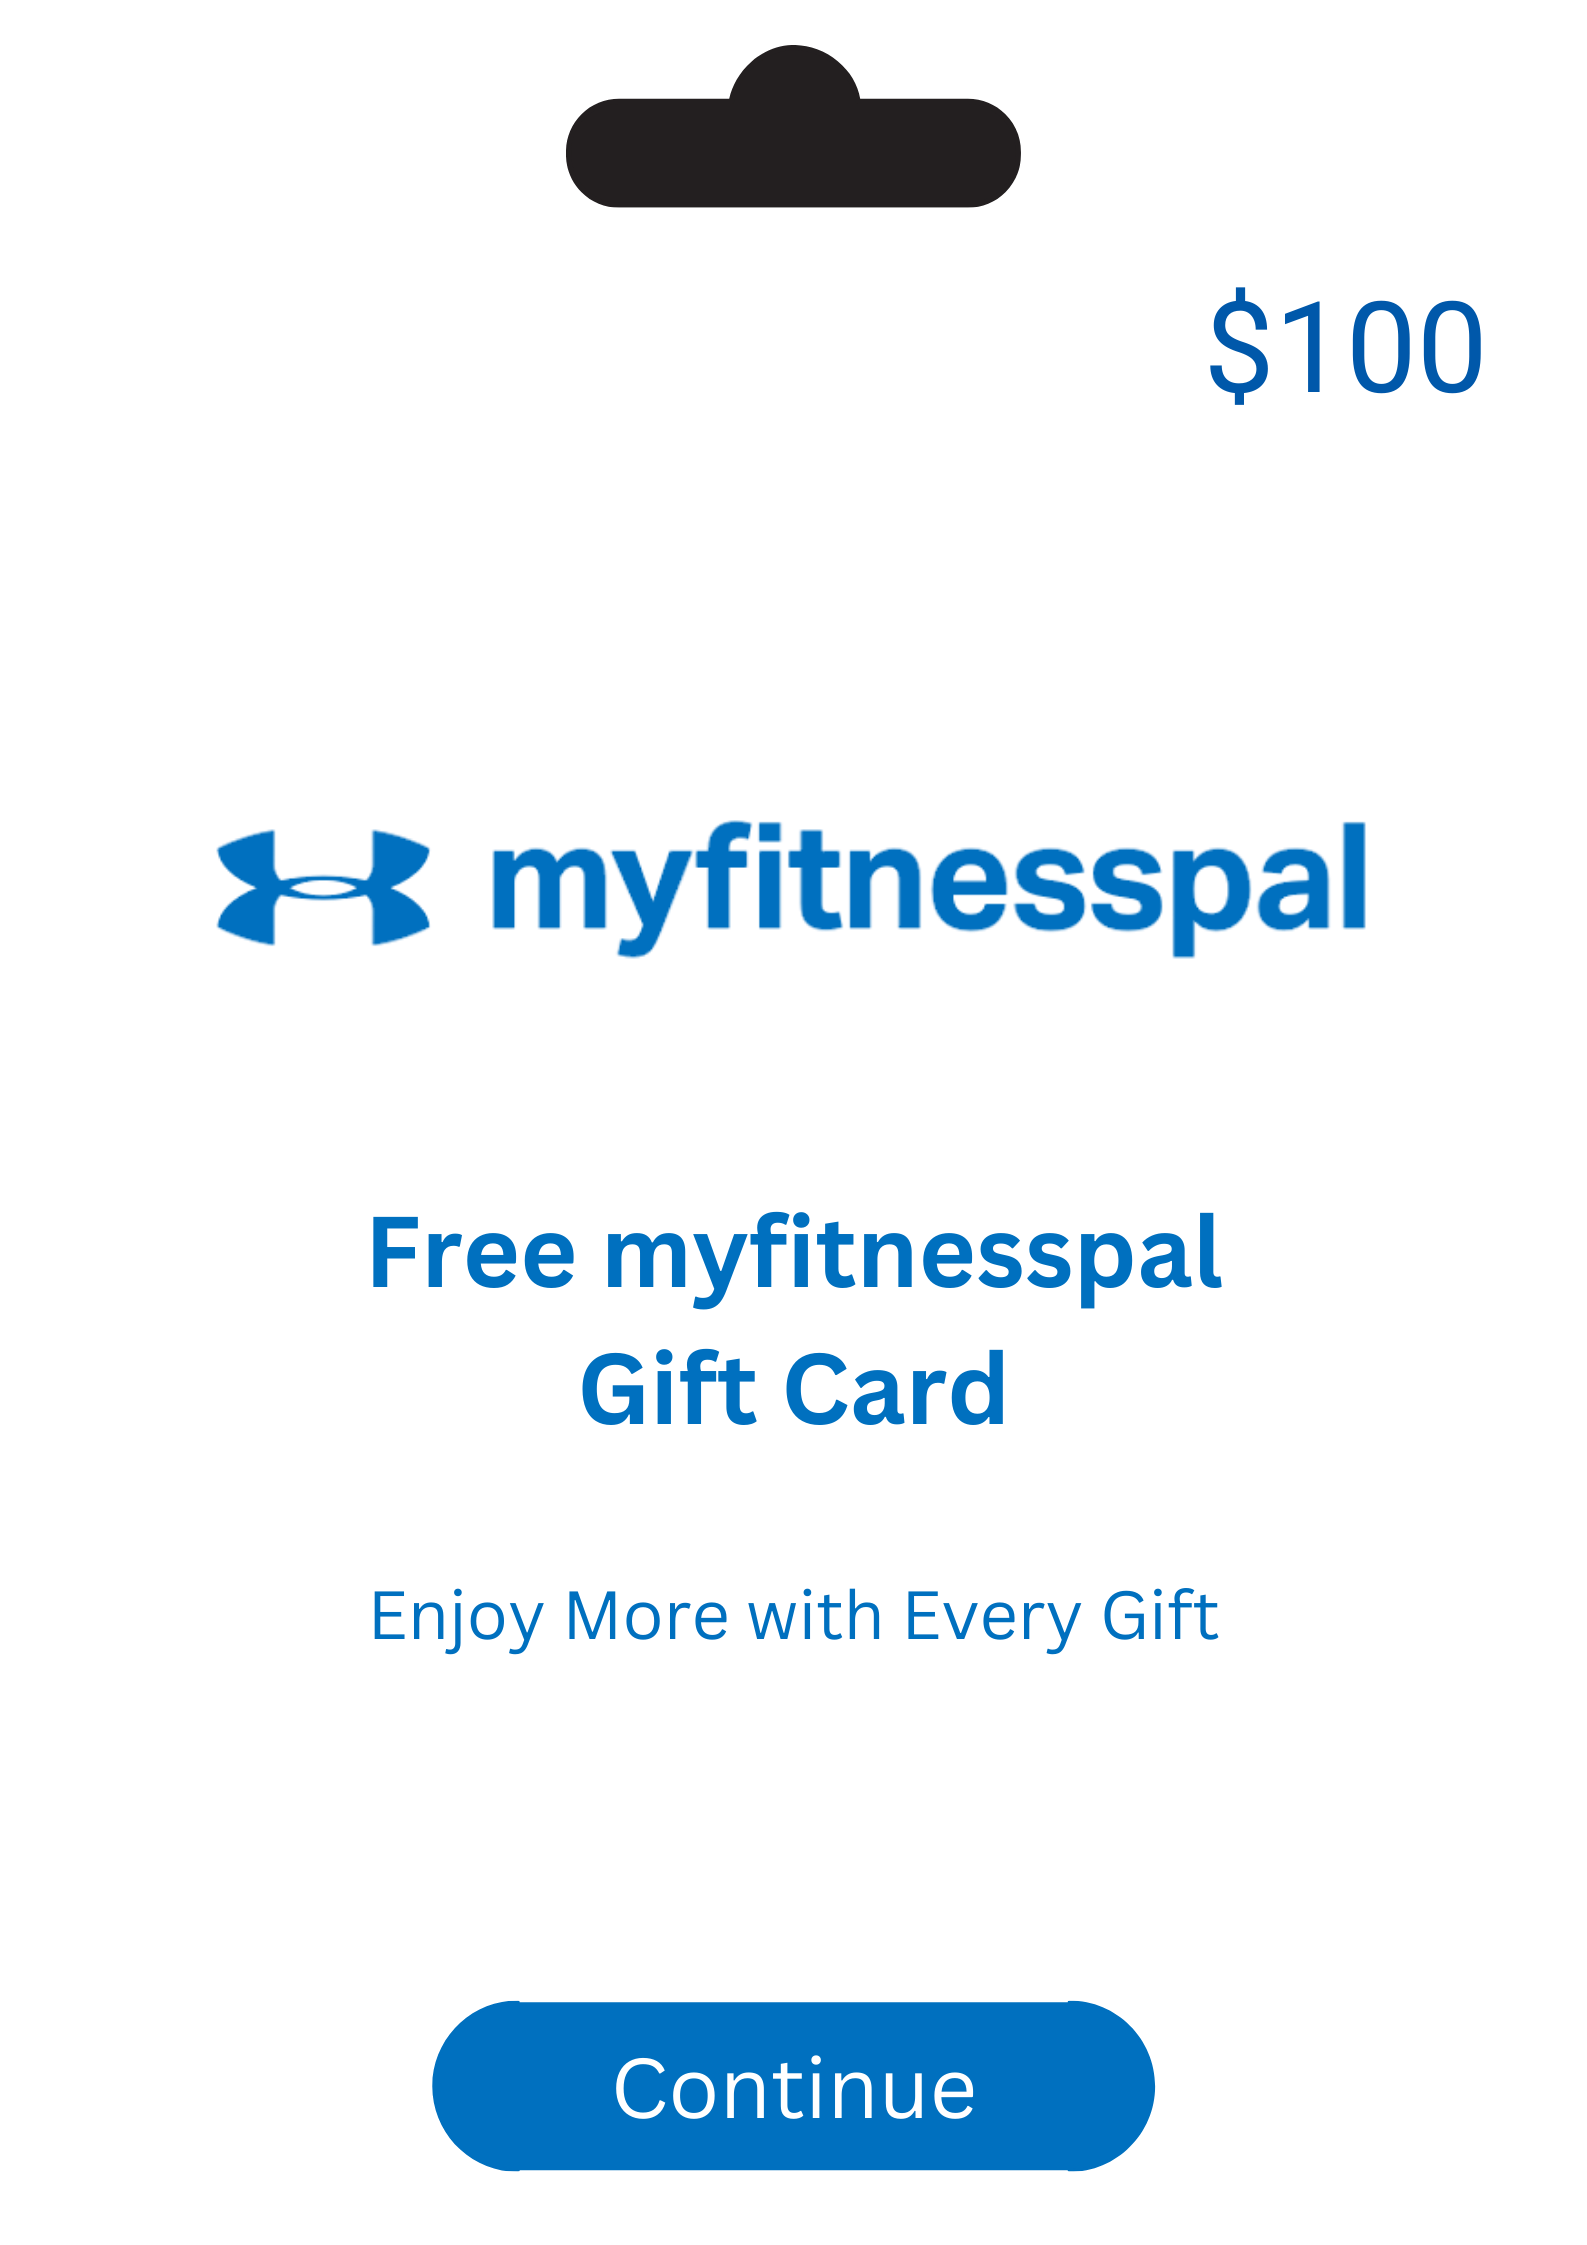 $100
myfitnesspal
Free myfitnesspal
Gift Card
Enjoy More with Every Gift
Continue